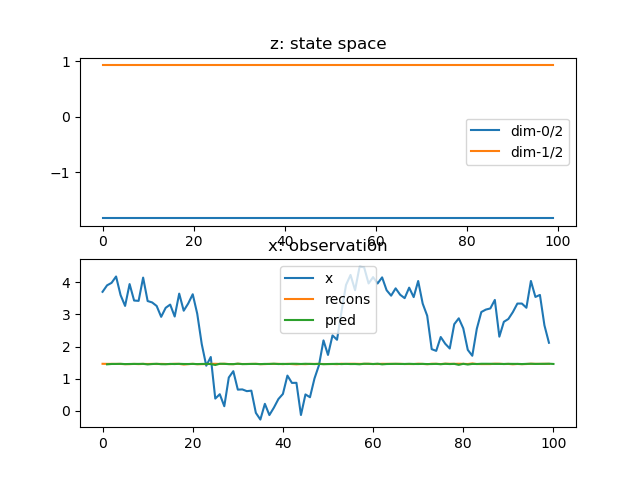 z: state space
1
0
−1
dim-0/2
dim-1/2
0 20 40 60 80 100
x: observation
4
3
2
1
0
x
recons
pred
0 20 40 60 80 100